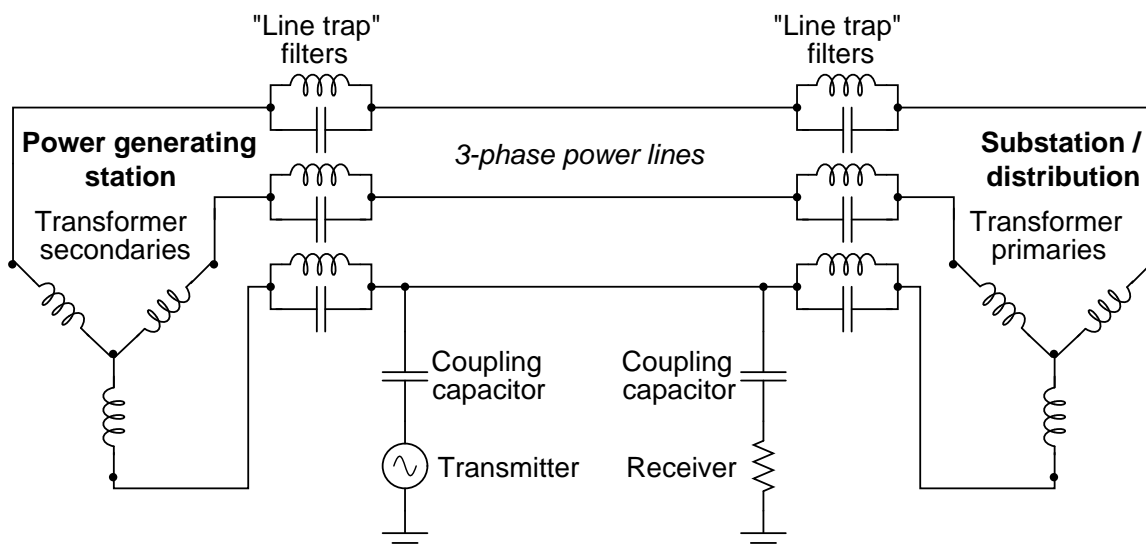 "Line trap"
filters
"Line trap"
filters
Power generating
station
3-phase power lines
Substation /
distribution
Transformer
secondaries
Transformer
primaries
Coupling
capacitor
Coupling
capacitor
Transmitter
Receiver